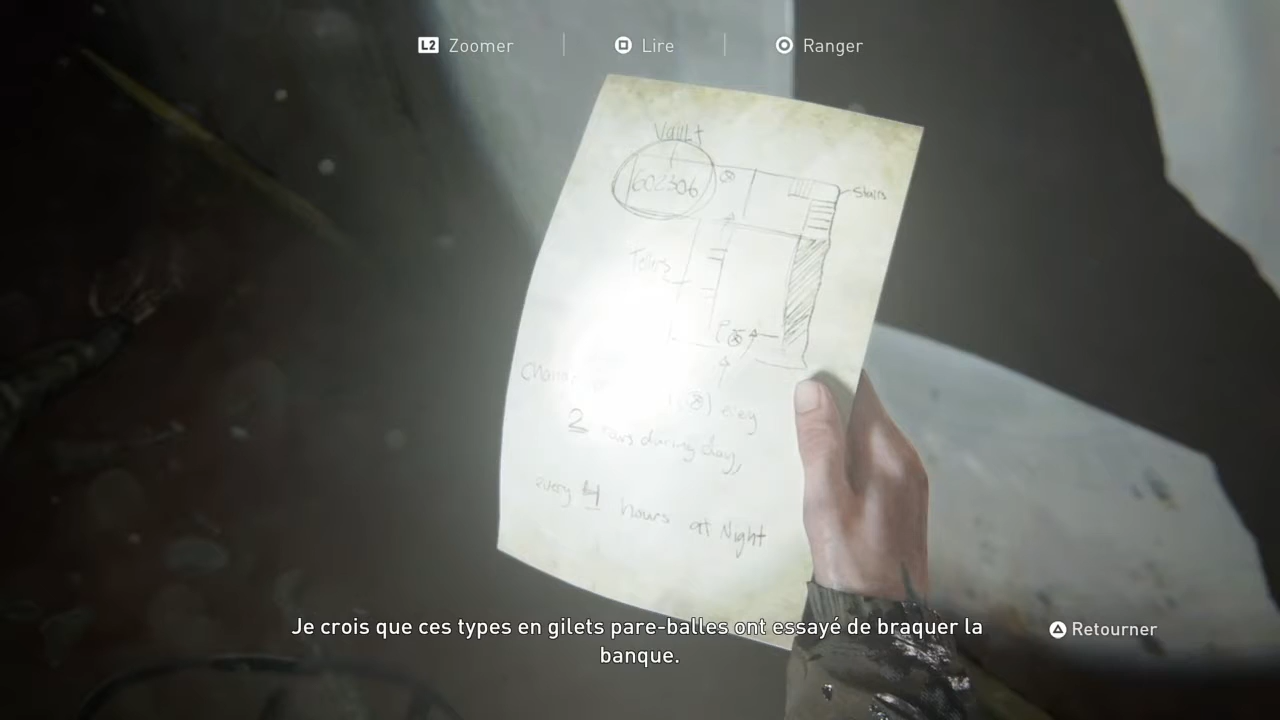 L2 Zoomer
Lire
Ranger
Vault
602306
Stairs
Tellers
2
during day,
every 4 hours at Night
Je crois que ces types en gilets pare-balles ont essayé de braquer la
banque.
Retourner